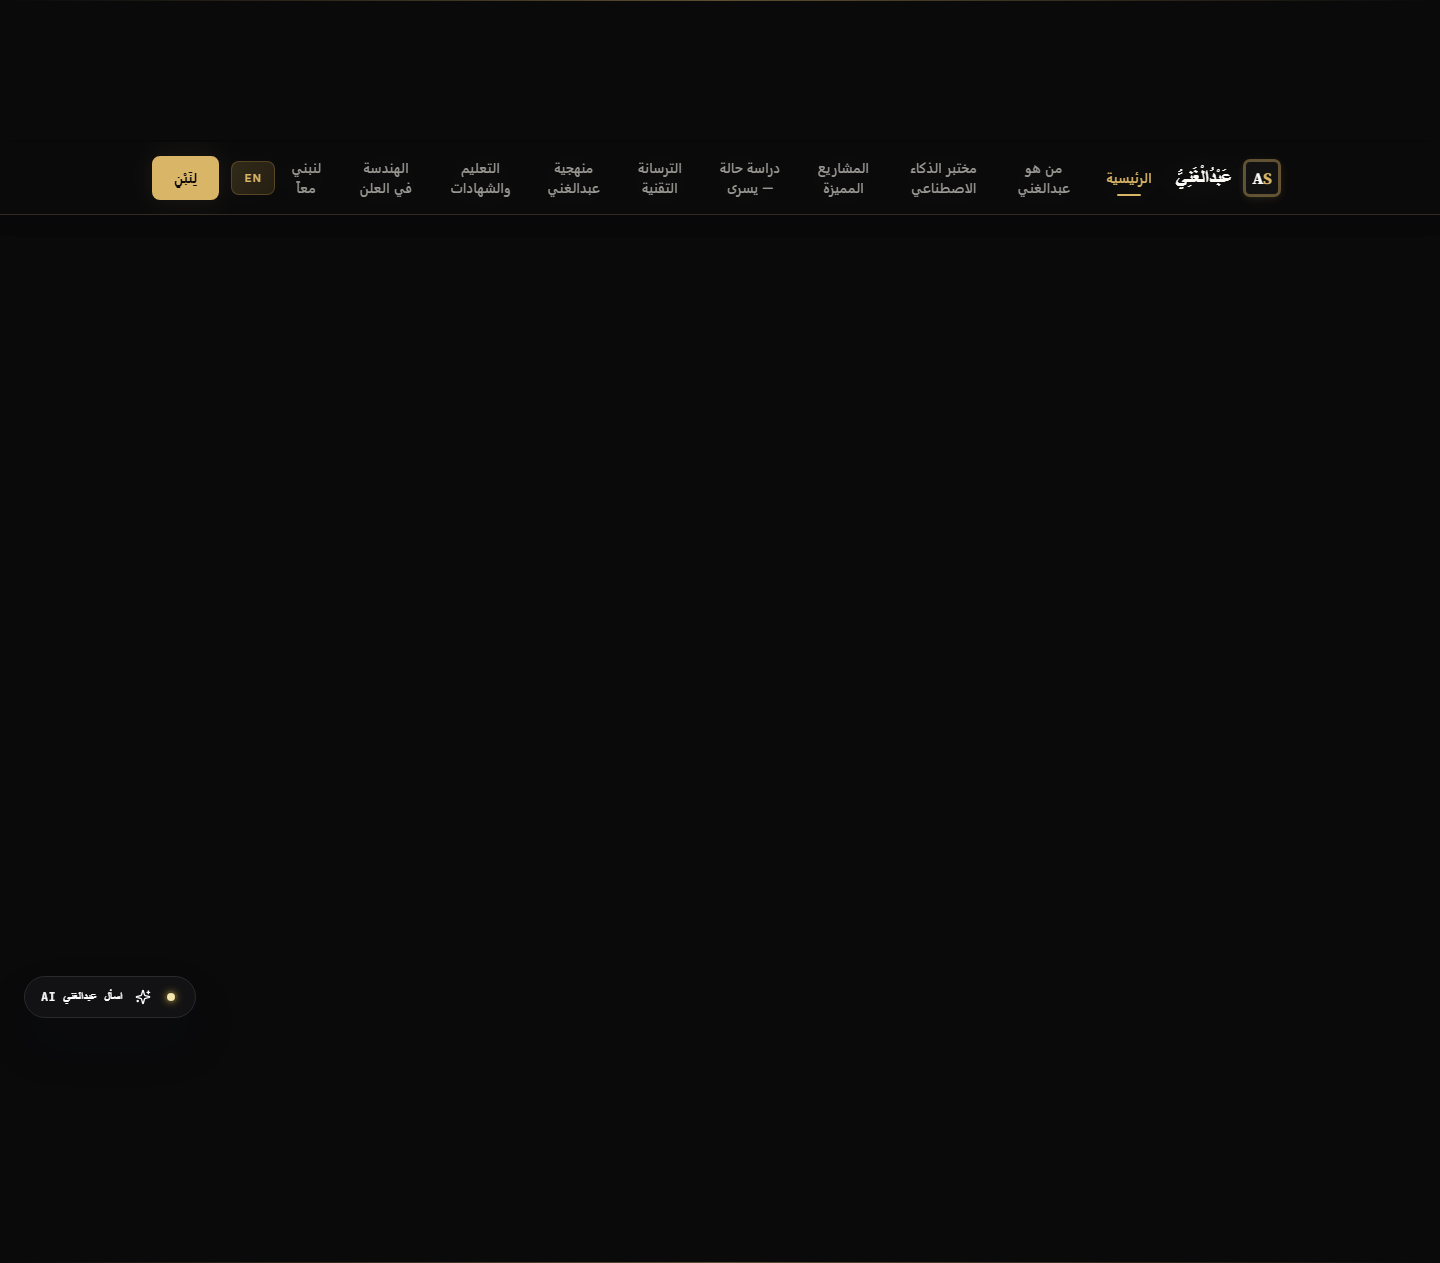 AS
عَبْدُالْغَنِيِّ
الرئيسية
من هو
عبدالغني
مختبر الذكاء
الاصطناعي
المشاريع
المميزة
دراسة حالة
— يسرى
الترسانة
التقنية
منهجية
عبدالغني
التعليم
والشهادات
الهندسة
في العلن
لنبني
معاً
EN
لِنَبْنِ
اسأل عبدالغني AI